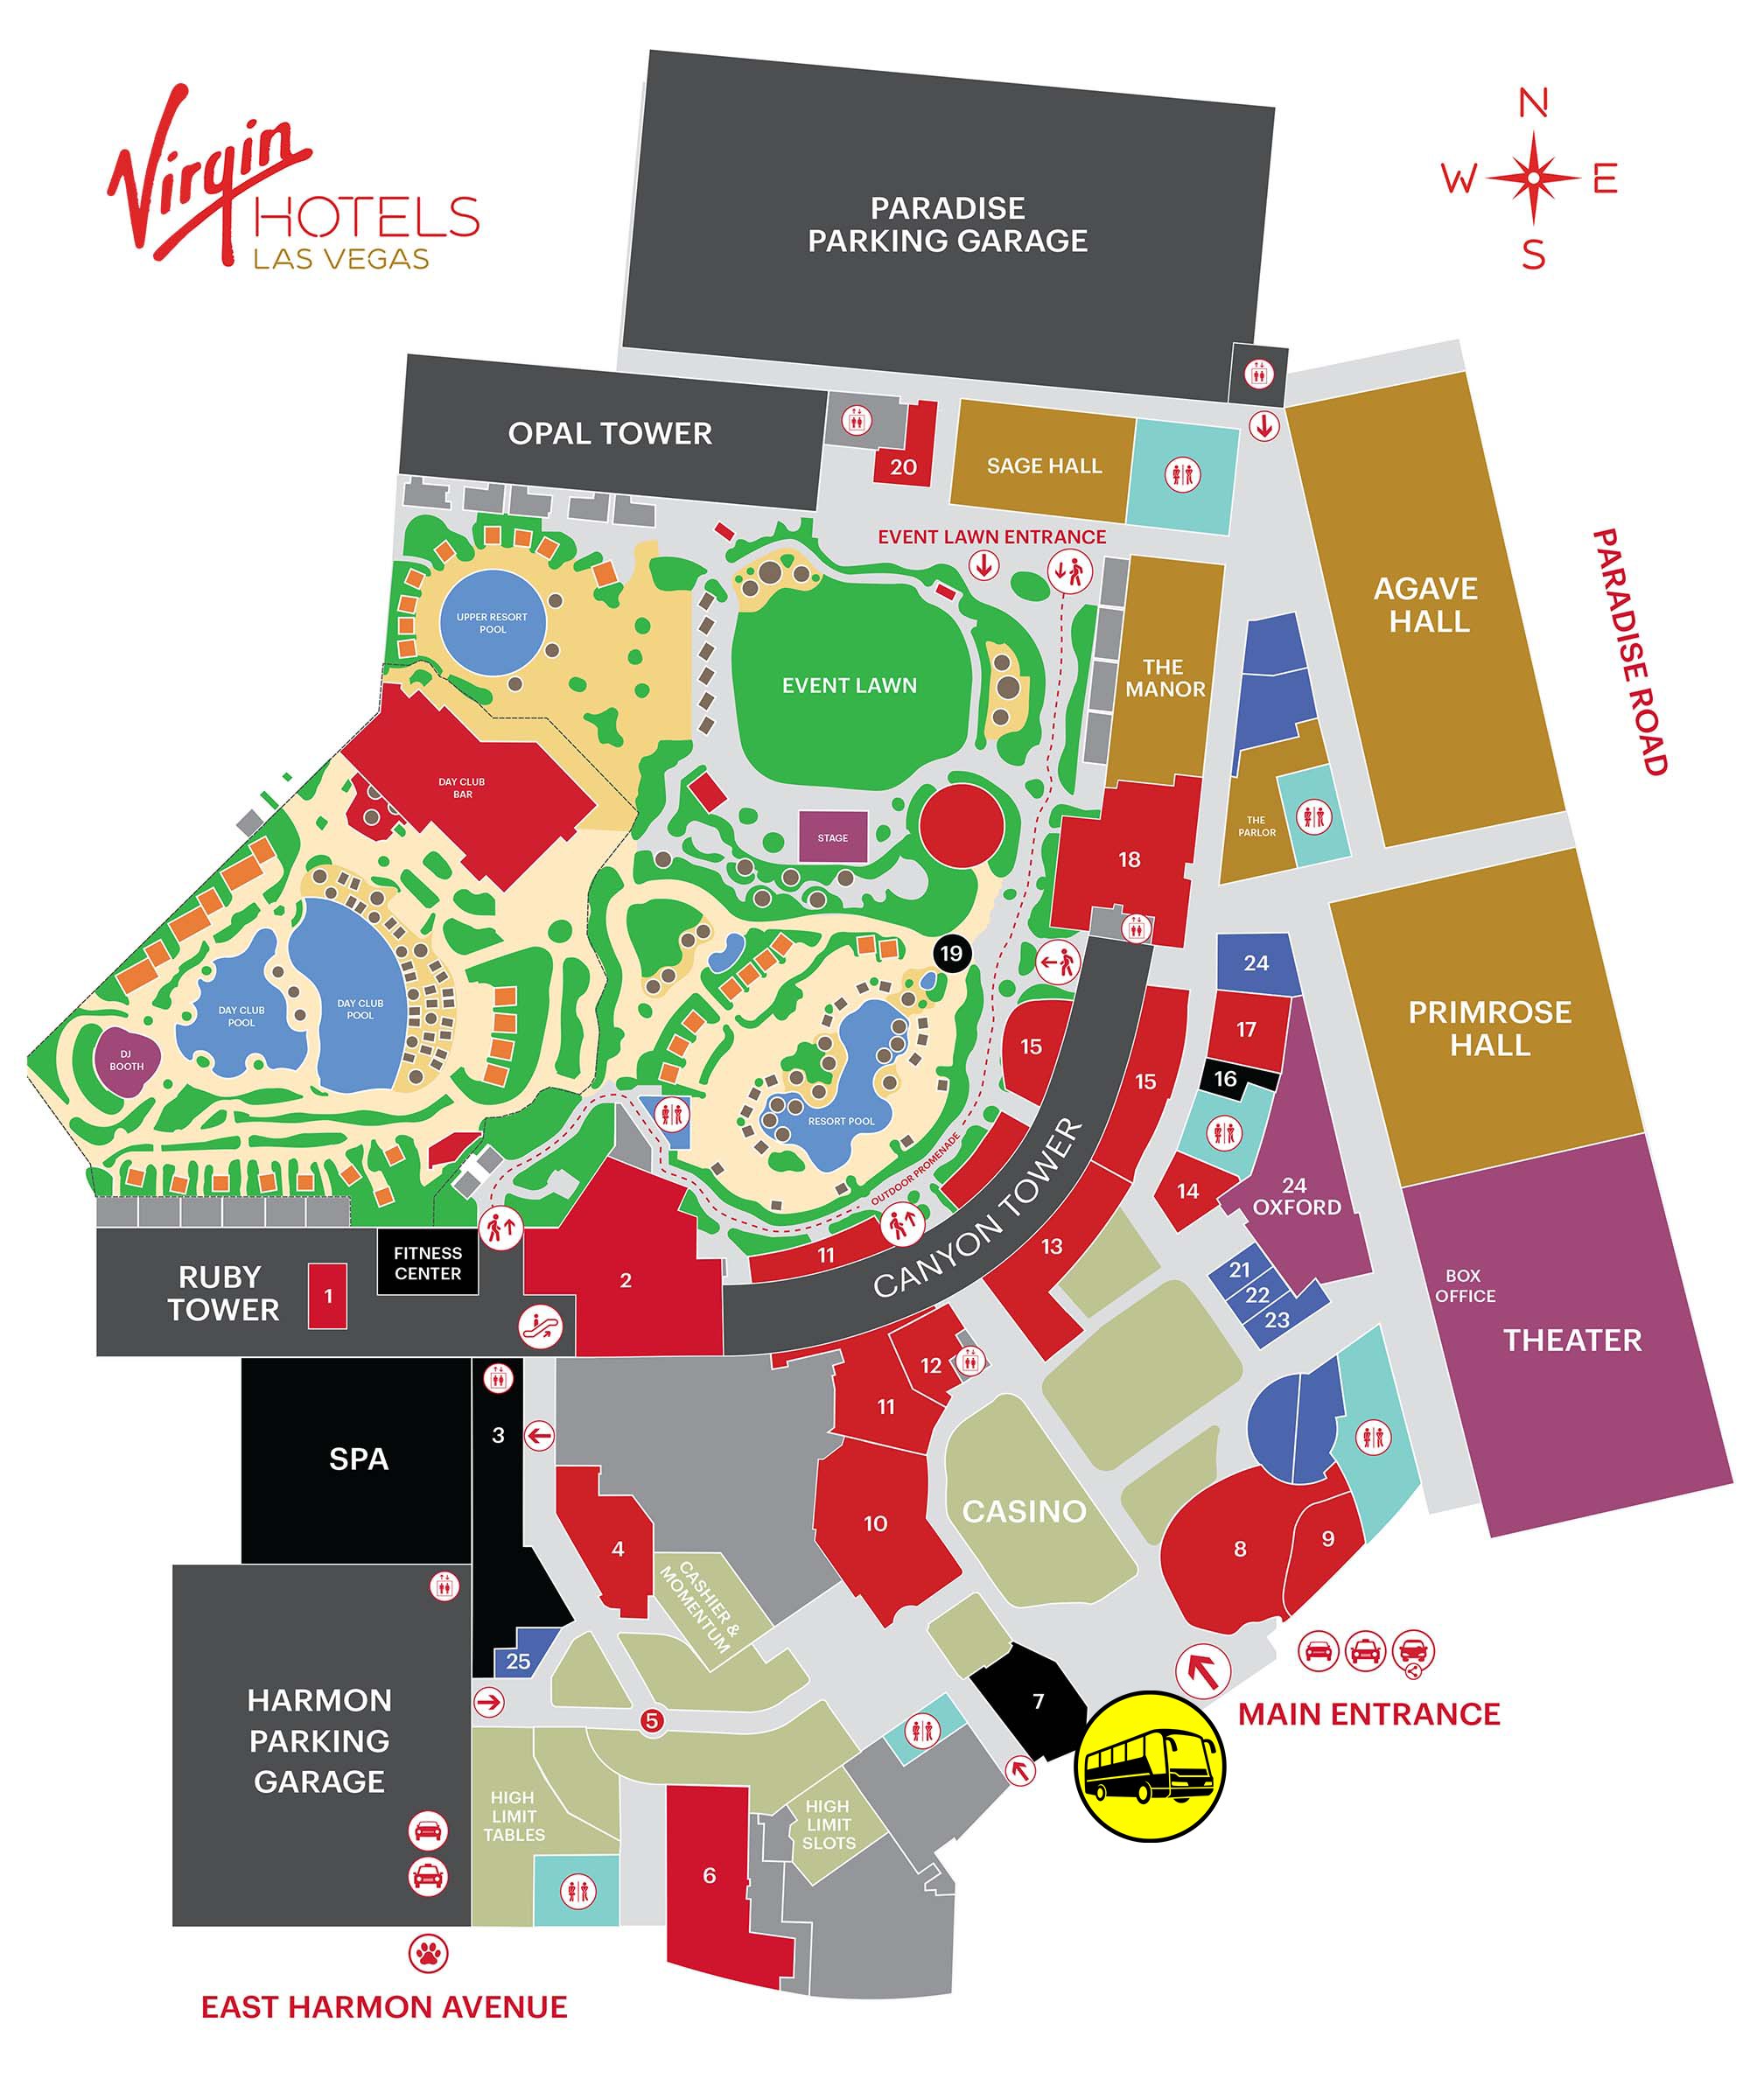 Virgin
HOTELS
LAS VEGAS
N
W E
S
PARADISE
PARKING GARAGE
OPAL TOWER
20
SAGE HALL
EVENT LAWN ENTRANCE
AGAVE
HALL
PARADISE ROAD
UPPER RESORT
POOL
EVENT LAWN
THE
MANOR
DAY CLUB
BAR
STAGE
THE
PARLOR
18
19
24
DAY CLUB
POOL
DAY CLUB
POOL
PRIMROSE
HALL
17
15
15
16
DJ
BOOTH
RESORT POOL
OUTDOOR PROMENADE
CANYON TOWER
14
24
OXFORD
11
13
FITNESS
CENTER
RUBY
TOWER
1
2
21
22
23
BOX
OFFICE
THEATER
12
11
3
SPA
CASINO
10
4
8
9
CASHIER &
MOMENTUM
25
5
7
MAIN ENTRANCE
HARMON
PARKING
GARAGE
HIGH
LIMIT
TABLES
HIGH
LIMIT
SLOTS
6
EAST HARMON AVENUE